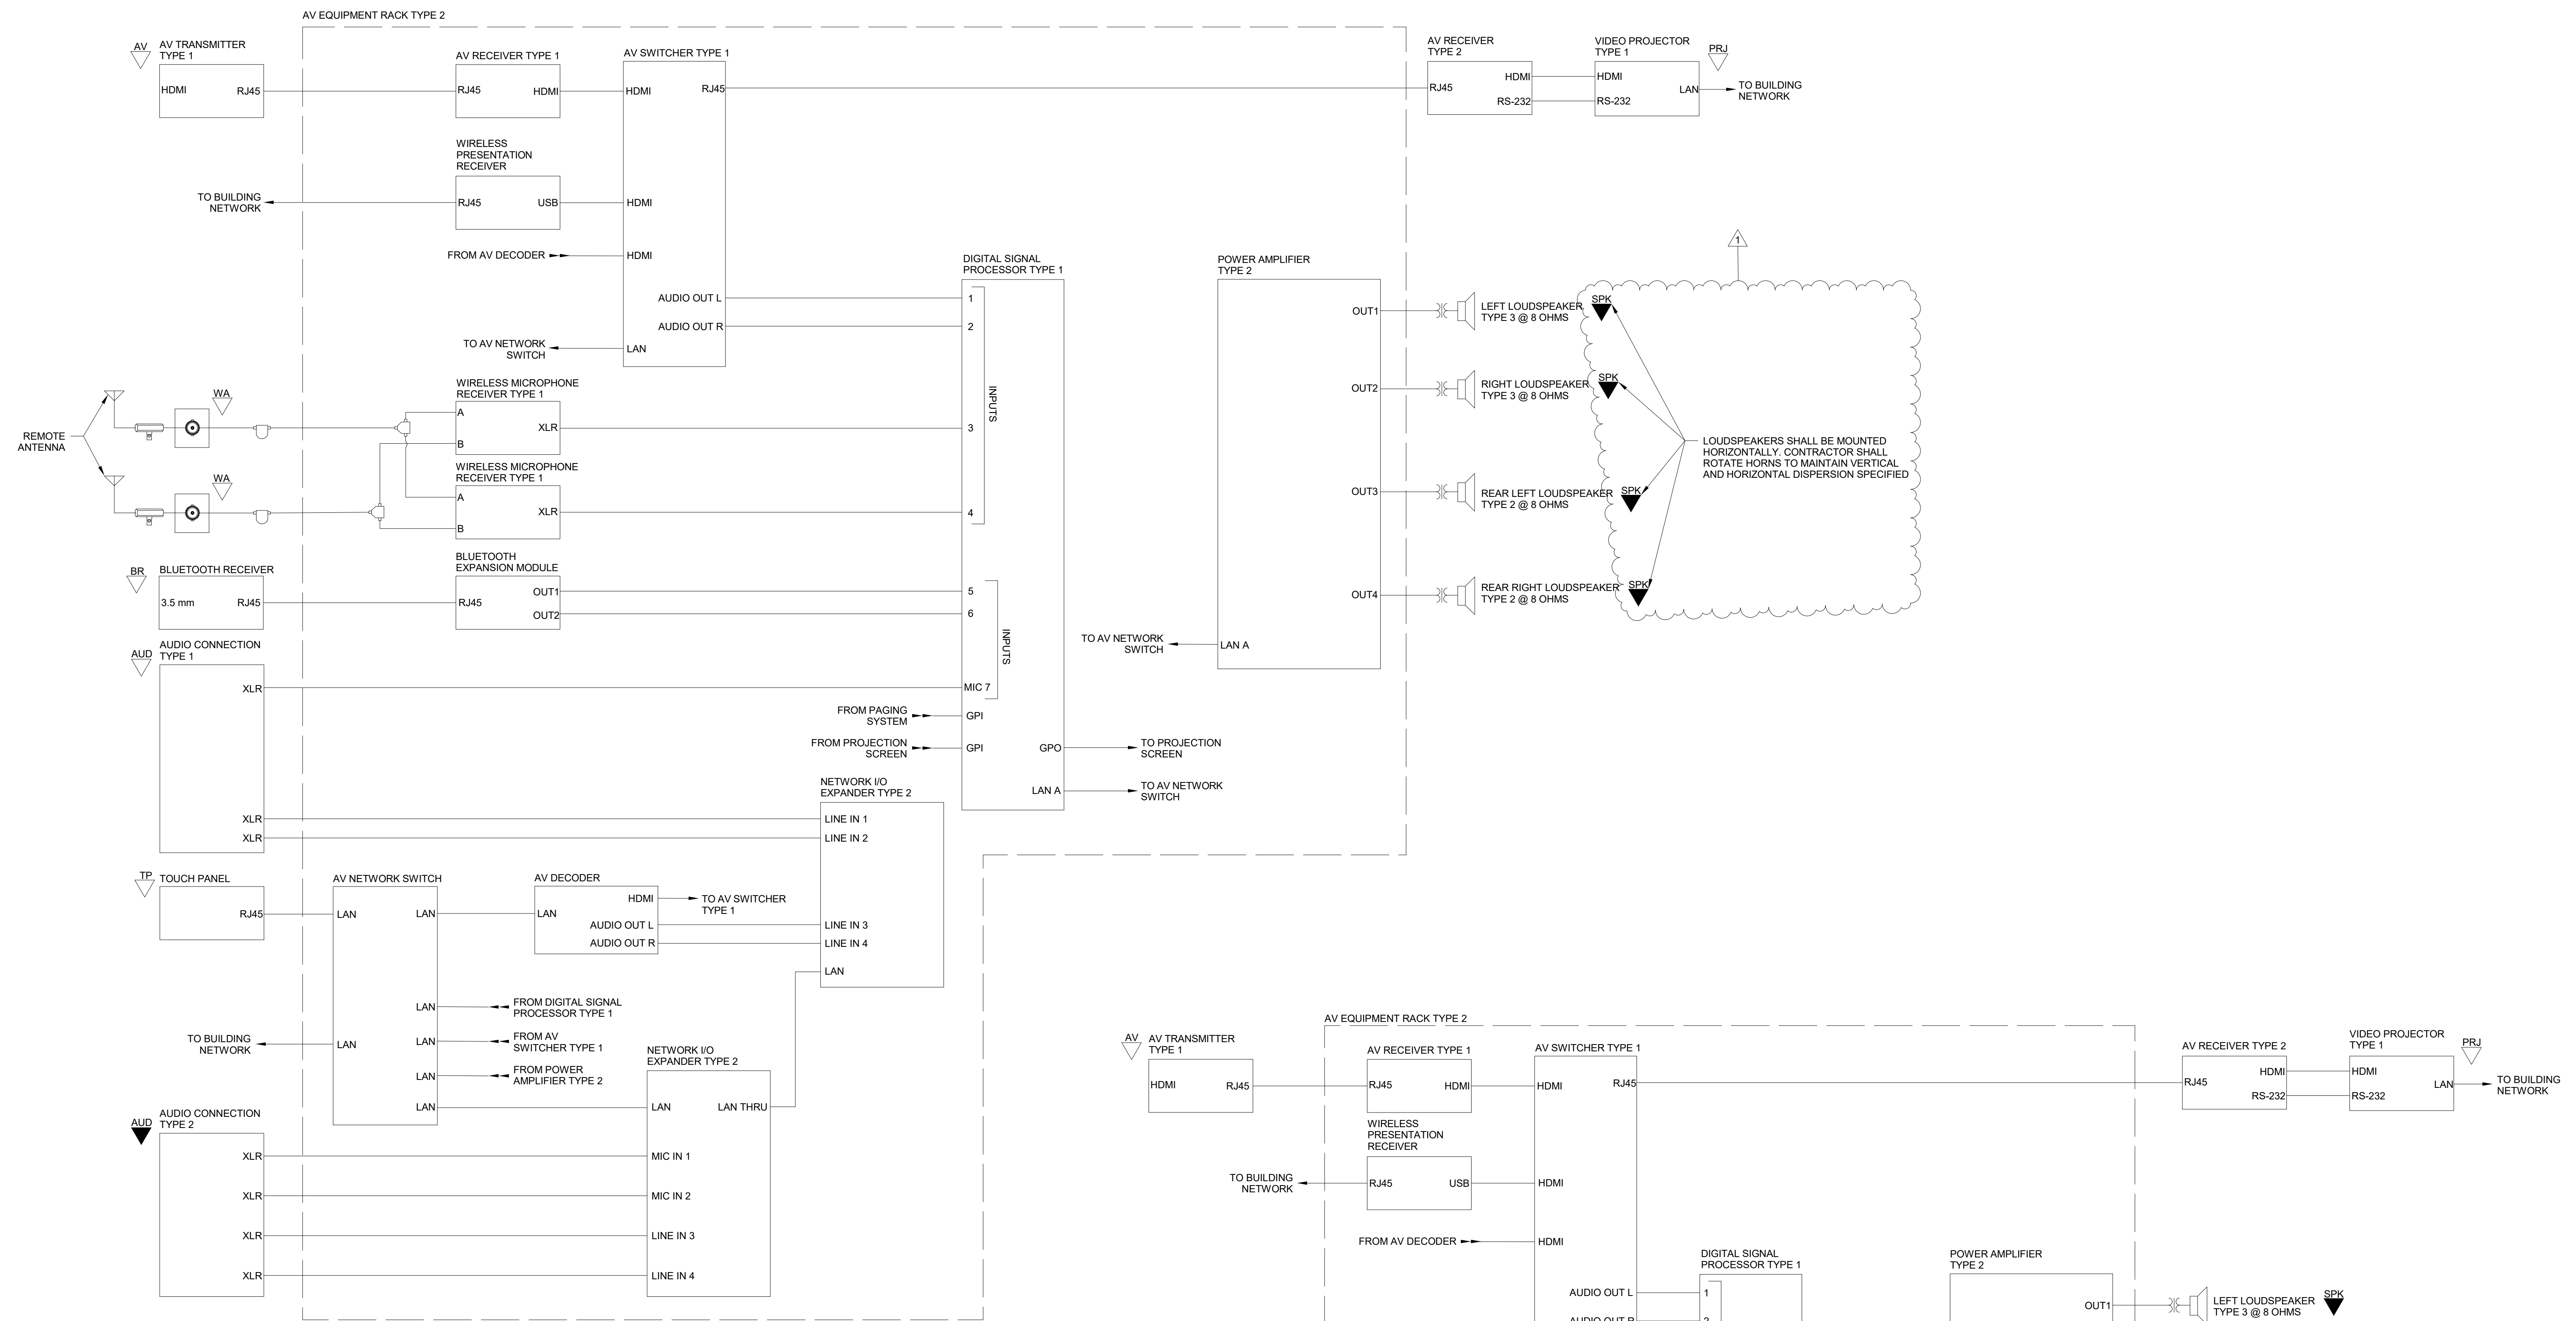 AV EQUIPMENT RACK TYPE 2
AV
AV TRANSMITTER
TYPE 1
HDMI
RJ45
AV RECEIVER TYPE 1
RJ45
HDMI
AV SWITCHER TYPE 1
HDMI
RJ45
HDMI
HDMI
AUDIO OUT L
AUDIO OUT R
LAN
AV RECEIVER
TYPE 2
RJ45
HDMI
RS-232
VIDEO PROJECTOR
TYPE 1
HDMI
RS-232
LAN
PRJ
TO BUILDING
NETWORK
WIRELESS
PRESENTATION
RECEIVER
RJ45
USB
TO BUILDING
NETWORK
FROM AV DECODER
TO AV NETWORK
SWITCH
REMOTE
ANTENNA
WA
WA
WIRELESS MICROPHONE
RECEIVER TYPE 1
A
B
XLR
WIRELESS MICROPHONE
RECEIVER TYPE 1
A
B
XLR
BR
BLUETOOTH RECEIVER
3.5 mm
RJ45
BLUETOOTH
EXPANSION MODULE
RJ45
OUT1
OUT2
DIGITAL SIGNAL
PROCESSOR TYPE 1
1
2
3
4
INPUTS
5
6
MIC 7
INPUTS
GPI
GPI
GPO
LAN A
FROM PAGING
SYSTEM
FROM PROJECTION
SCREEN
TO PROJECTION
SCREEN
TO AV NETWORK
SWITCH
POWER AMPLIFIER
TYPE 2
OUT1
OUT2
OUT3
OUT4
LAN A
TO AV NETWORK
SWITCH
LEFT LOUDSPEAKER
TYPE 3 @ 8 OHMS
SPK
RIGHT LOUDSPEAKER
TYPE 3 @ 8 OHMS
SPK
REAR LEFT LOUDSPEAKER
TYPE 2 @ 8 OHMS
SPK
REAR RIGHT LOUDSPEAKER
TYPE 2 @ 8 OHMS
SPK
1
LOUDSPEAKERS SHALL BE MOUNTED
HORIZONTALLY. CONTRACTOR SHALL
ROTATE HORNS TO MAINTAIN VERTICAL
AND HORIZONTAL DISPERSION SPECIFIED
AUD
AUDIO CONNECTION
TYPE 1
XLR
XLR
XLR
NETWORK I/O
EXPANDER TYPE 2
LINE IN 1
LINE IN 2
LINE IN 3
LINE IN 4
LAN
TP
TOUCH PANEL
RJ45
AV NETWORK SWITCH
LAN
LAN
LAN
LAN
LAN
LAN
LAN
AV DECODER
LAN
HDMI
AUDIO OUT L
AUDIO OUT R
TO AV SWITCHER
TYPE 1
FROM DIGITAL SIGNAL
PROCESSOR TYPE 1
FROM AV
SWITCHER TYPE 1
FROM POWER
AMPLIFIER TYPE 2
TO BUILDING
NETWORK
NETWORK I/O
EXPANDER TYPE 2
LAN
LAN THRU
MIC IN 1
MIC IN 2
LINE IN 3
LINE IN 4
AUD
AUDIO CONNECTION
TYPE 2
XLR
XLR
XLR
XLR
AV EQUIPMENT RACK TYPE 2
AV
AV TRANSMITTER
TYPE 1
HDMI
RJ45
AV RECEIVER TYPE 1
RJ45
HDMI
AV SWITCHER TYPE 1
HDMI
RJ45
HDMI
HDMI
AUDIO OUT L
AUDIO OUT R
AV RECEIVER TYPE 2
RJ45
HDMI
RS-232
VIDEO PROJECTOR
TYPE 1
HDMI
RS-232
LAN
PRJ
TO BUILDING
NETWORK
WIRELESS
PRESENTATION
RECEIVER
RJ45
USB
TO BUILDING
NETWORK
FROM AV DECODER
DIGITAL SIGNAL
PROCESSOR TYPE 1
1
2
POWER AMPLIFIER
TYPE 2
OUT1
LEFT LOUDSPEAKER
TYPE 3 @ 8 OHMS
SPK